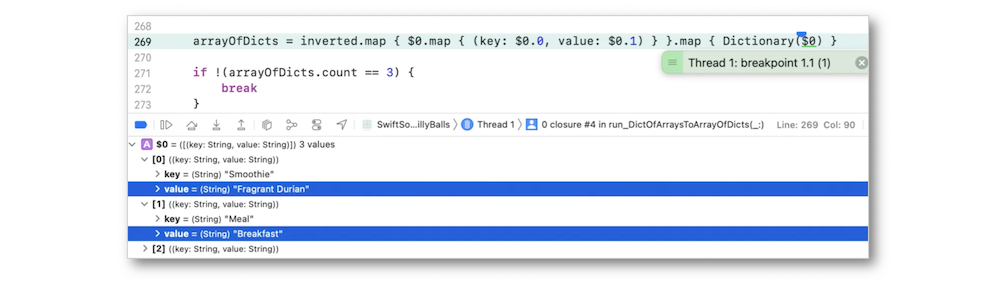 268
269 arrayOfDicts = inverted.map { $0.map { (key: $0.0, value: $0.1) } }.map { Dictionary($0) }
270
Thread 1: breakpoint 1.1 (1)
271 if !(arrayOfDicts.count == 3) {
272 break
273 }
SwiftSo...illyBalls Thread 1 0 closure #4 in run_DictOfArraysToArrayOfDicts(_:) Line: 269 Col: 90
A $0 = ([(key: String, value: String)]) 3 values
[0] ((key: String, value: String))
key = (String) "Smoothie"
value = (String) "Fragrant Durian"
[1] ((key: String, value: String))
key = (String) "Meal"
value = (String) "Breakfast"
[2] ((key: String, value: String))